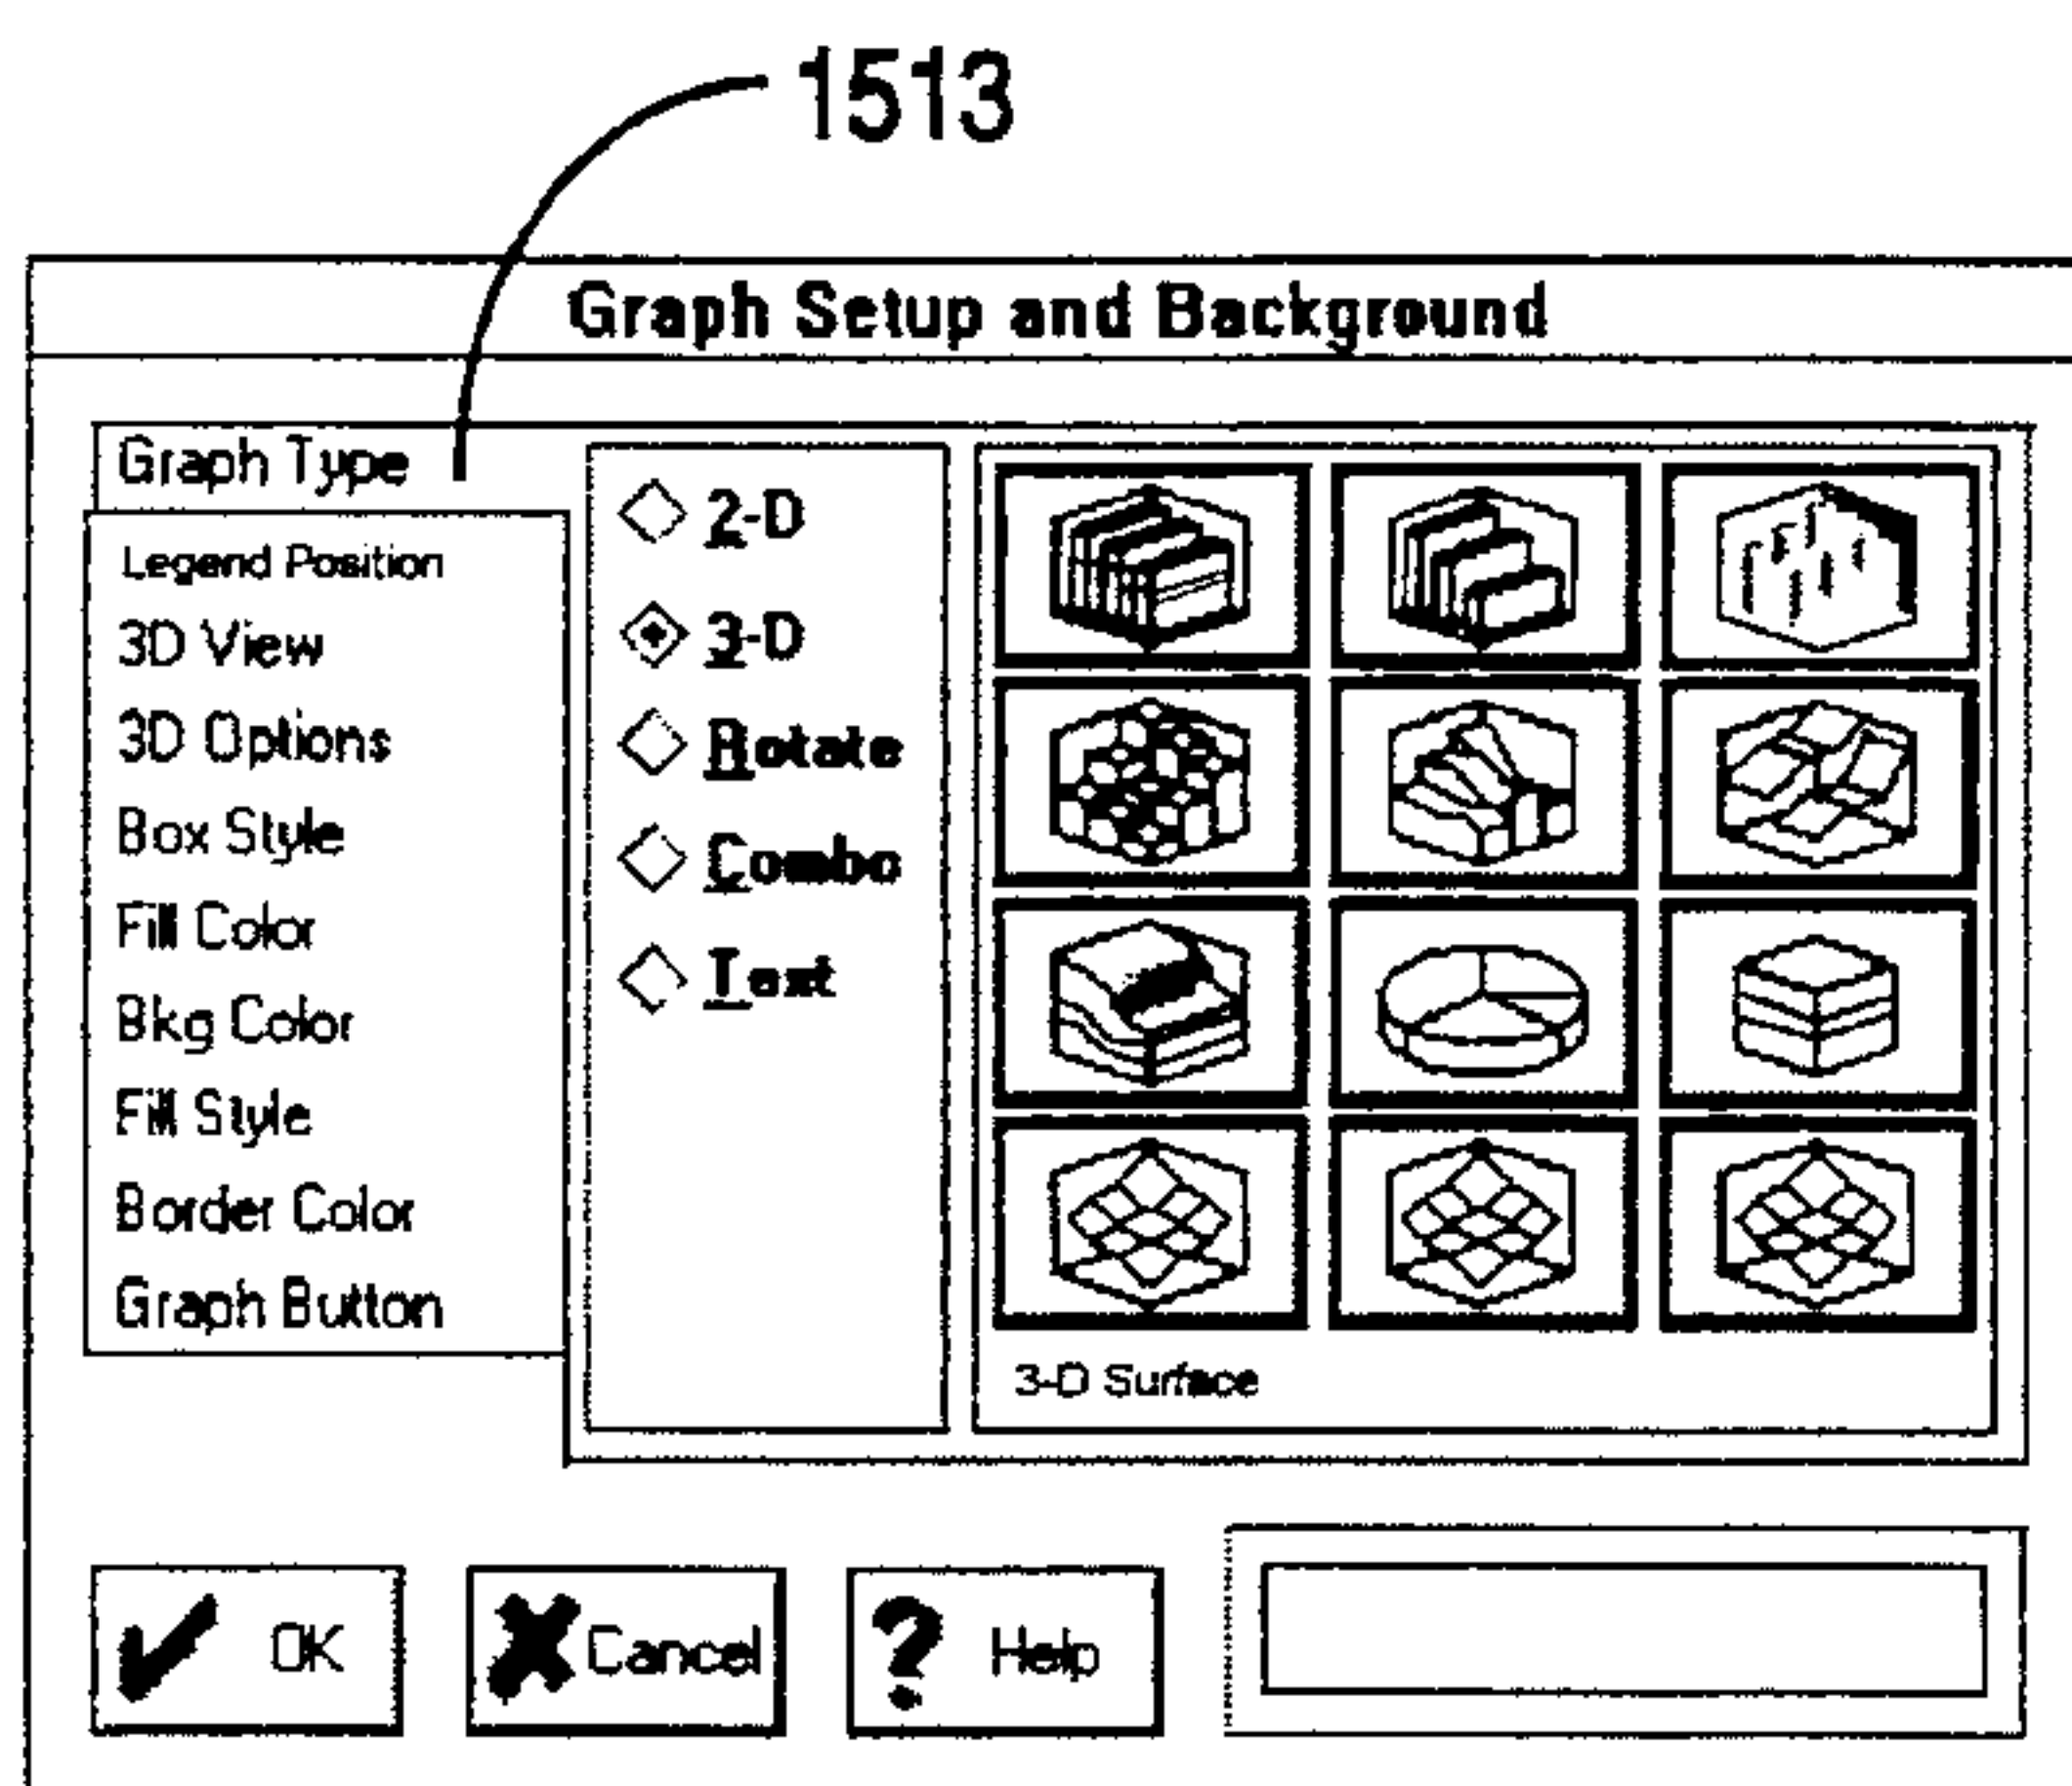 1513
Graph Setup and Background
Graph Type
Legend Position
3D View
3D Options
Box Style
Fill Color
Bkg Color
Fill Style
Border Color
Graph Button
2-D
3-D
Rotate
Combo
Text
3-D Surface
OK
Cancel
Help